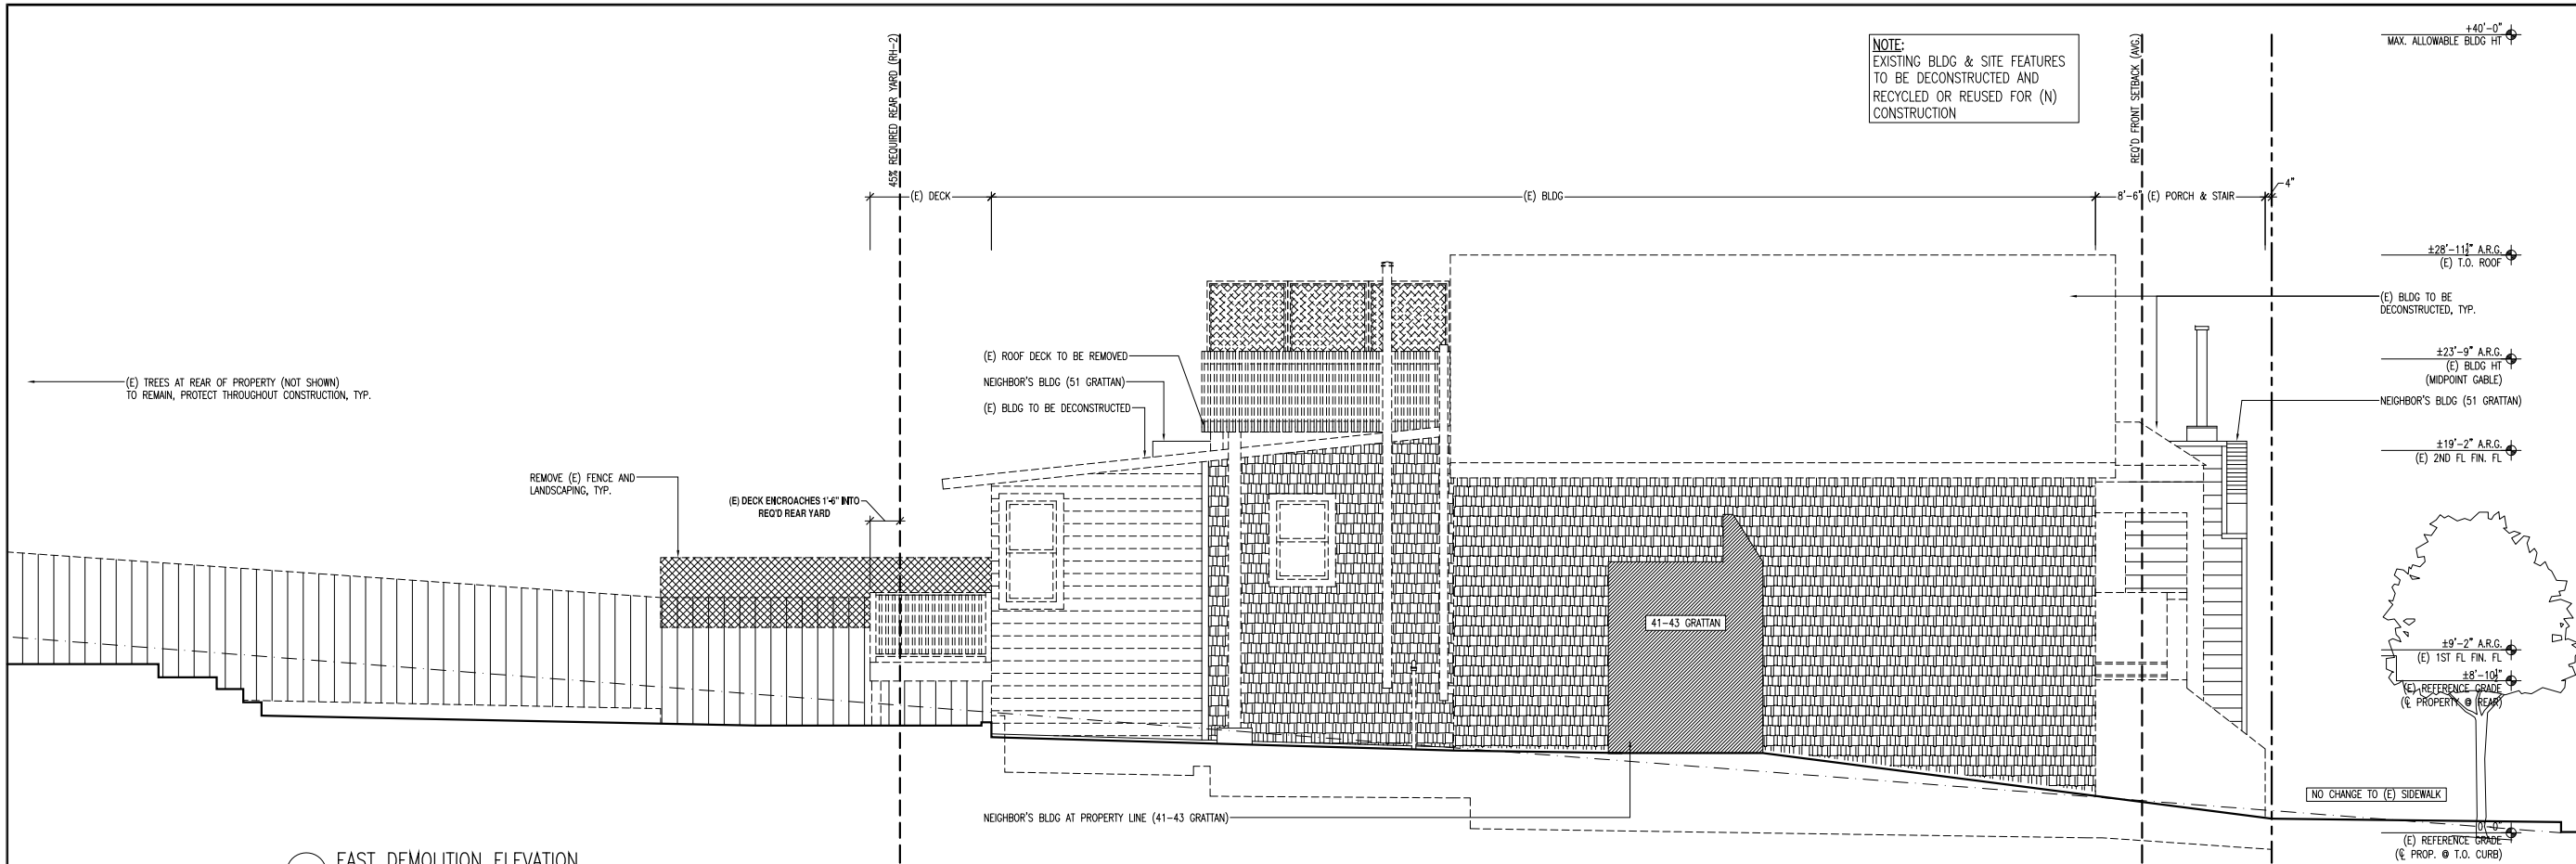 +40'-0"
MAX. ALLOWABLE BLDG HT
NOTE:
EXISTING BLDG & SITE FEATURES
TO BE DECONSTRUCTED AND
RECYCLED OR REUSED FOR (N)
CONSTRUCTION
45% REQUIRED REAR YARD (RH-2)
REQ'D FRONT SETBACK (AVG.)
(E) DECK
(E) BLDG
8'-6" (E) PORCH & STAIR
4"
±28'-11½" A.R.G.
(E) T.O. ROOF
(E) BLDG TO BE
DECONSTRUCTED, TYP.
(E) ROOF DECK TO BE REMOVED
±23'-9" A.R.G.
(E) BLDG HT
(MIDPOINT GABLE)
(E) TREES AT REAR OF PROPERTY (NOT SHOWN)
TO REMAIN, PROTECT THROUGHOUT CONSTRUCTION, TYP.
NEIGHBOR'S BLDG (51 GRATTAN)
(E) BLDG TO BE DECONSTRUCTED
NEIGHBOR'S BLDG (51 GRATTAN)
±19'-2" A.R.G.
(E) 2ND FL FIN. FL
REMOVE (E) FENCE AND
LANDSCAPING, TYP.
(E) DECK ENCROACHES 1'-6" INTO
REQ'D REAR YARD
41-43 GRATTAN
±9'-2" A.R.G.
(E) 1ST FL FIN. FL
±8'-10½"
(E) REFERENCE GRADE
(℄ PROPERTY @ REAR)
NO CHANGE TO (E) SIDEWALK
NEIGHBOR'S BLDG AT PROPERTY LINE (41-43 GRATTAN)
0'-0"
(E) REFERENCE GRADE
(℄ PROP. @ T.O. CURB)
EAST DEMOLITION ELEVATION